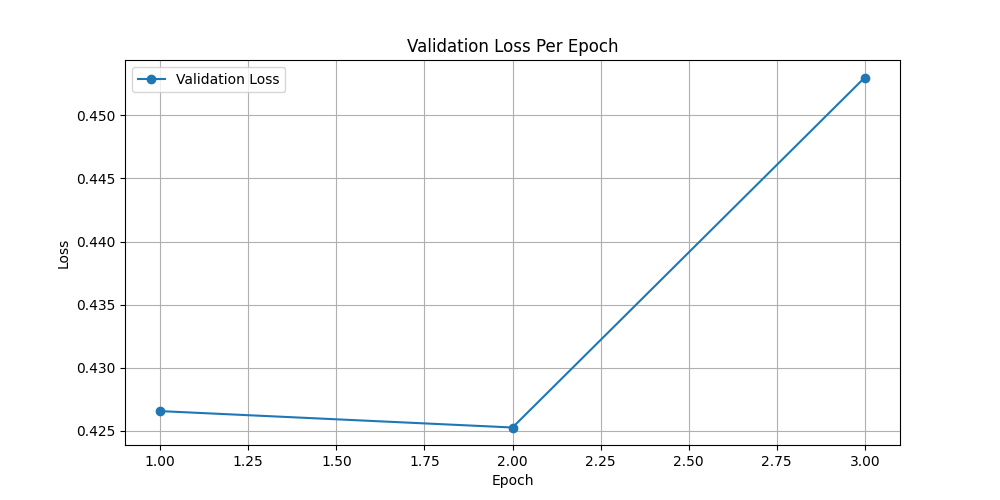 Validation Loss Per Epoch
Validation Loss
0.450
0.445
0.440
0.435
0.430
0.425
Loss
1.00 1.25 1.50 1.75 2.00 2.25 2.50 2.75 3.00
Epoch